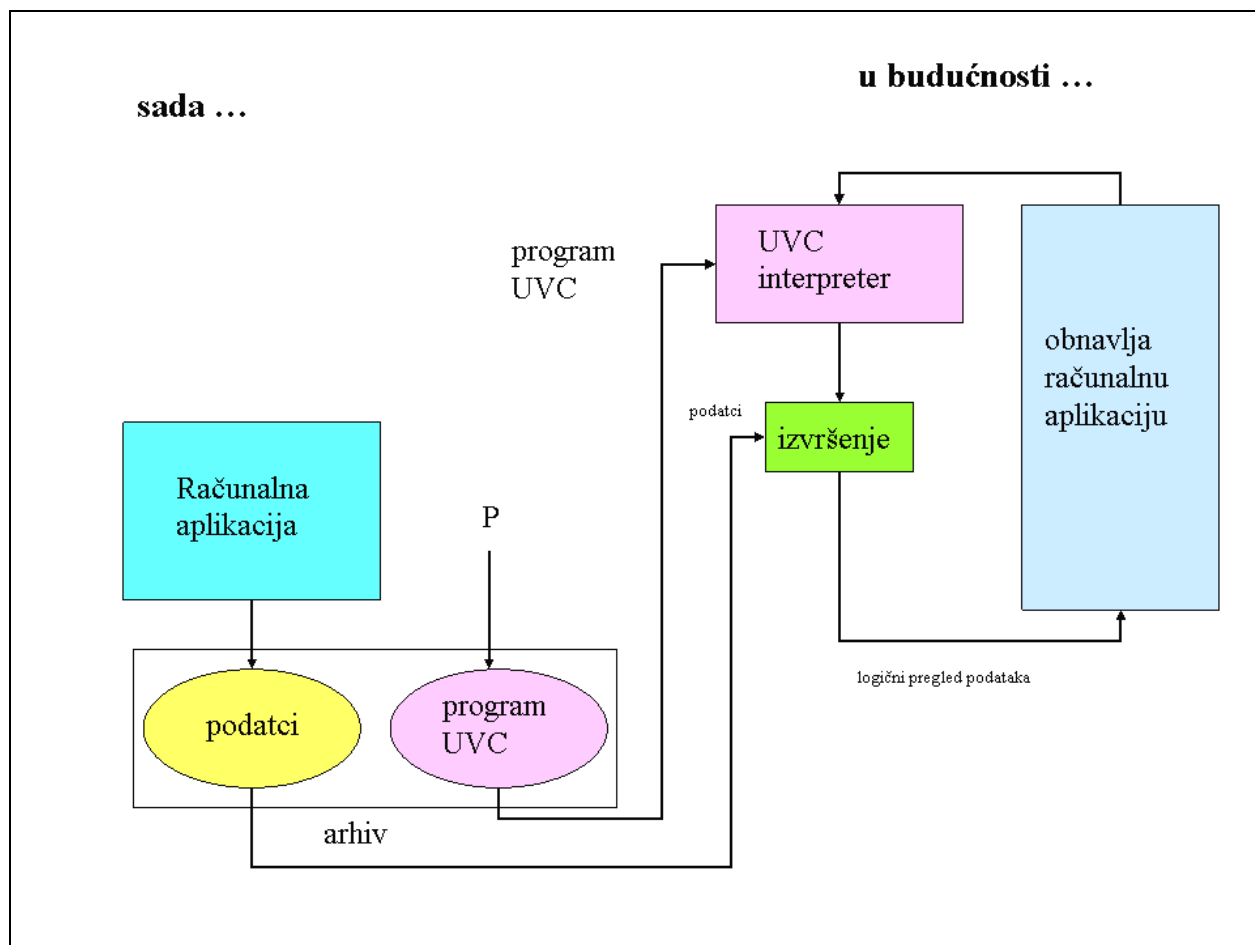 sada …
u budućnosti …
program
UVC
UVC
interpreter
obnavlja
računalnu
aplikaciju
podatci
izvršenje
Računalna
aplikacija
P
logični pregled podataka
podatci
program
UVC
arhiv